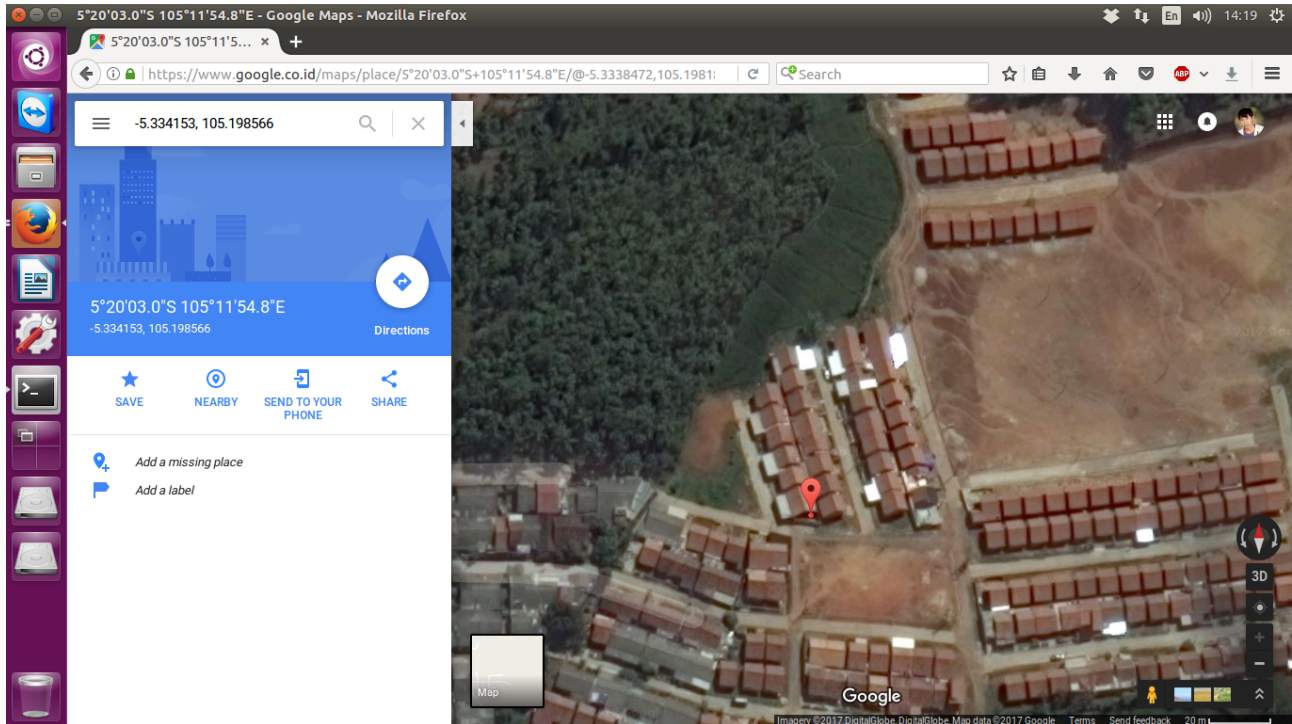 5°20'03.0"S 105°11'54.8"E - Google Maps - Mozilla Firefox
En 14:19
5°20'03.0"S 105°11'5...
https://www.google.co.id/maps/place/5°20'03.0"S+105°11'54.8"E/@-5.3338472,105.1981
Search
ABP
-5.334153, 105.198566
5°20'03.0"S 105°11'54.8"E
-5.334153, 105.198566
Directions
SAVE
NEARBY
SEND TO YOUR
PHONE
SHARE
Add a missing place
Add a label
3D
Map
Google
Imagery ©2017 DigitalGlobe, DigitalGlobe, Map data ©2017 Google Terms Send feedback 20 m